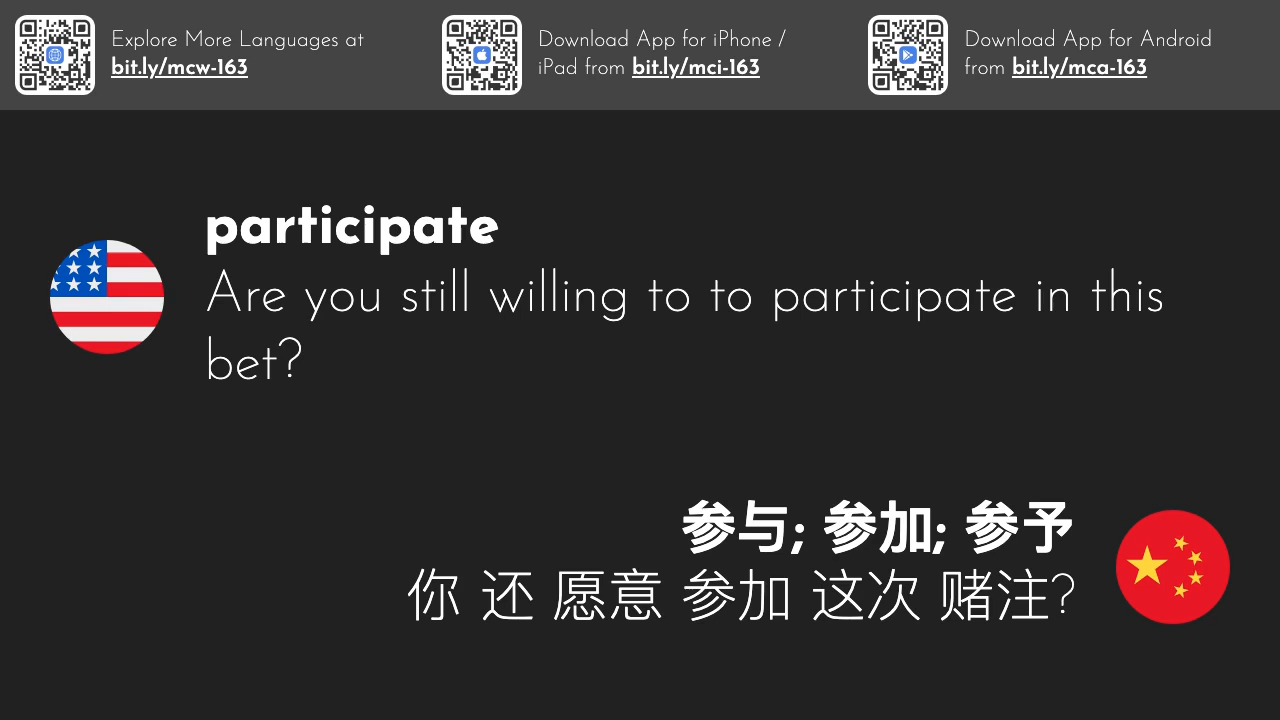 Explore More Languages at
bit.ly/mcw-163
Download App for iPhone /
iPad from bit.ly/mci-163
Download App for Android
from bit.ly/mca-163
participate
Are you still willing to to participate in this
bet?
参与; 参加; 参予
你 还 愿意 参加 这次 赌注?